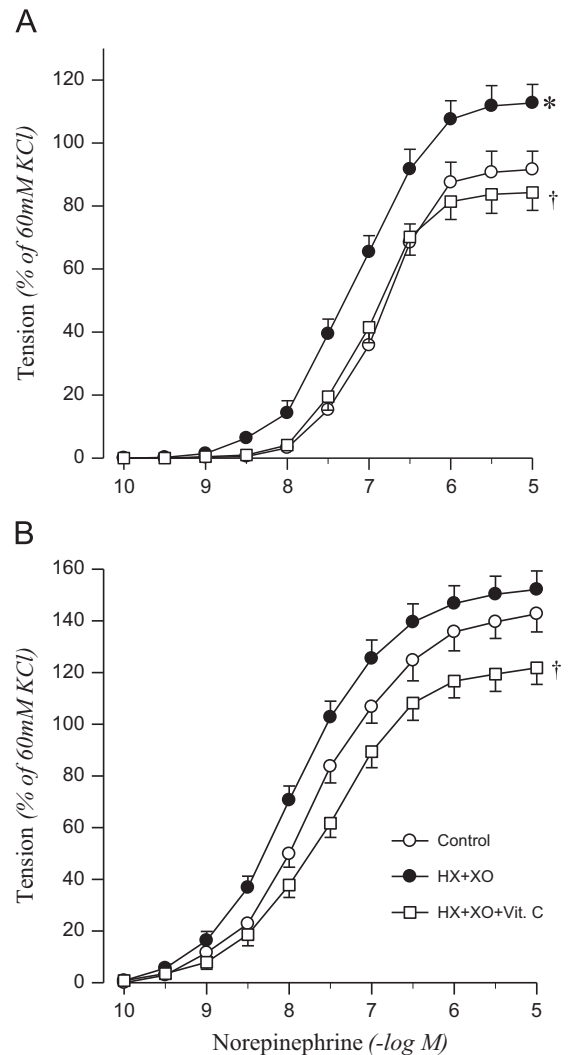 A
120
100
80
60
40
20
0
Tension (% of 60mM KCl)
*
†
10 9 8 7 6 5
B
160
140
120
100
80
60
40
20
0
Tension (% of 60mM KCl)
†
Control
HX+XO
HX+XO+Vit. C
10 9 8 7 6 5
Norepinephrine (-log M)